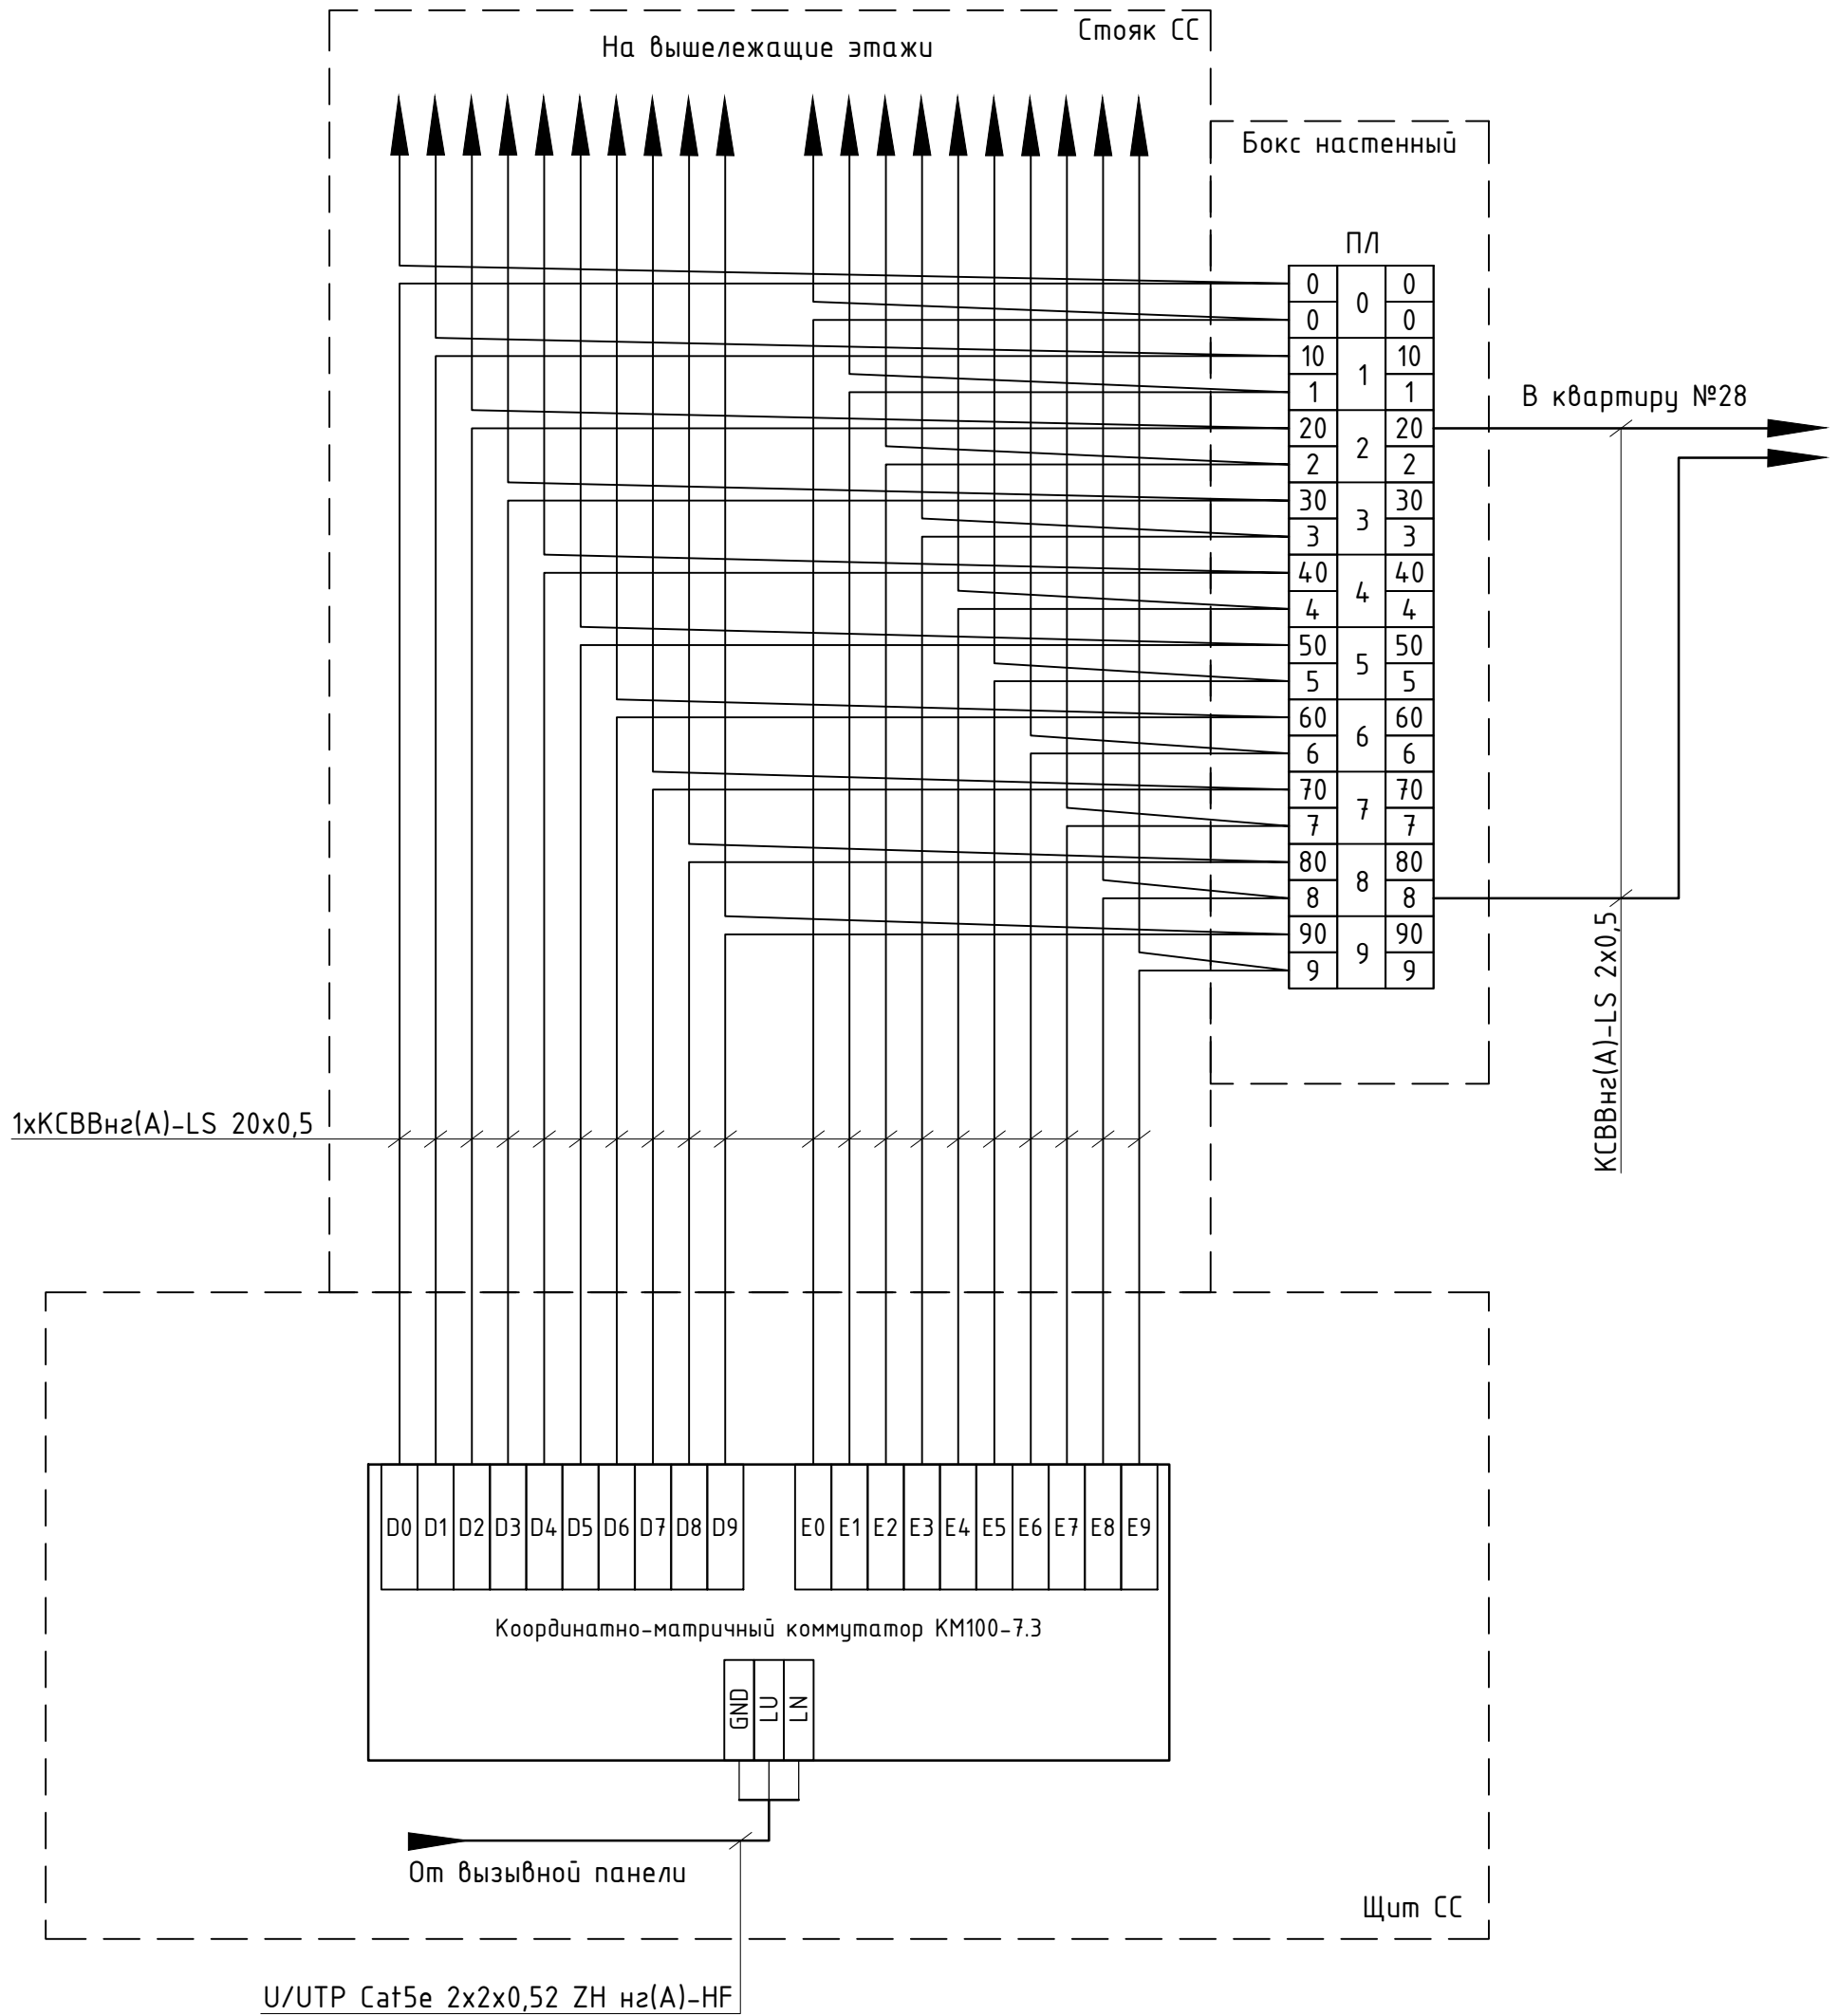 Стояк СС
На вышележащие этажи
Бокс настенный
ПЛ
0 0 0
0 0
10 1 10
1 1
20 2 20
2 2
30 3 30
3 3
40 4 40
4 4
50 5 50
5 5
60 6 60
6 6
70 7 70
7 7
80 8 80
8 8
90 9 90
9 9
В квартиру №28
КСВВнг(А)-LS 2х0,5
1хКСВВнг(А)-LS 20х0,5
D0 D1 D2 D3 D4 D5 D6 D7 D8 D9 E0 E1 E2 E3 E4 E5 E6 E7 E8 E9
Координатно-матричный коммутатор КМ100-7.3
GND
LU
LN
От вызывной панели
Щит СС
U/UTP Cat5e 2х2х0,52 ZH нг(А)-HF